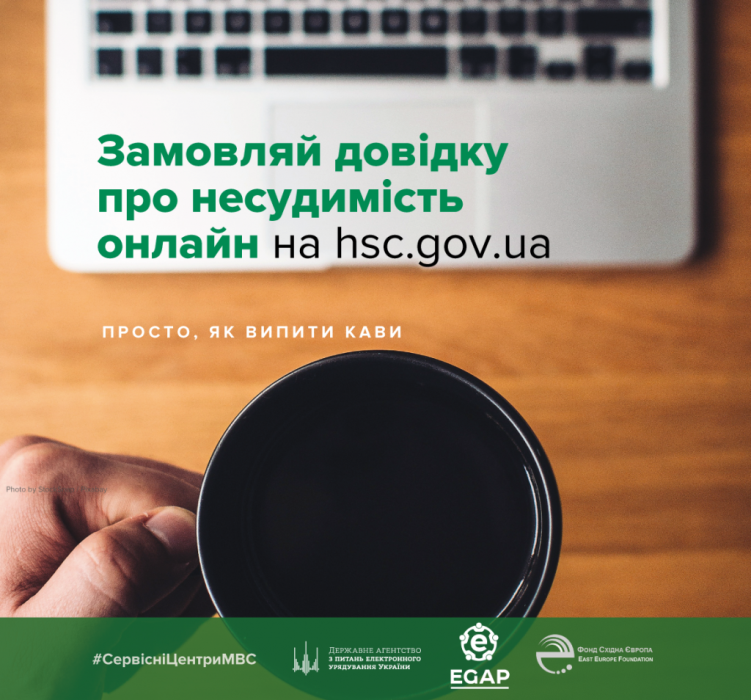 Замовляй довідку
про несудимість
онлайн на hsc.gov.ua
ПРОСТО, ЯК ВИПИТИ КАВИ
Photo by
#СервісніЦентриМВС
Державне агентство
з питань електронного
урядування України
e
EGAP
Фонд Східна Європа
East Europe Foundation